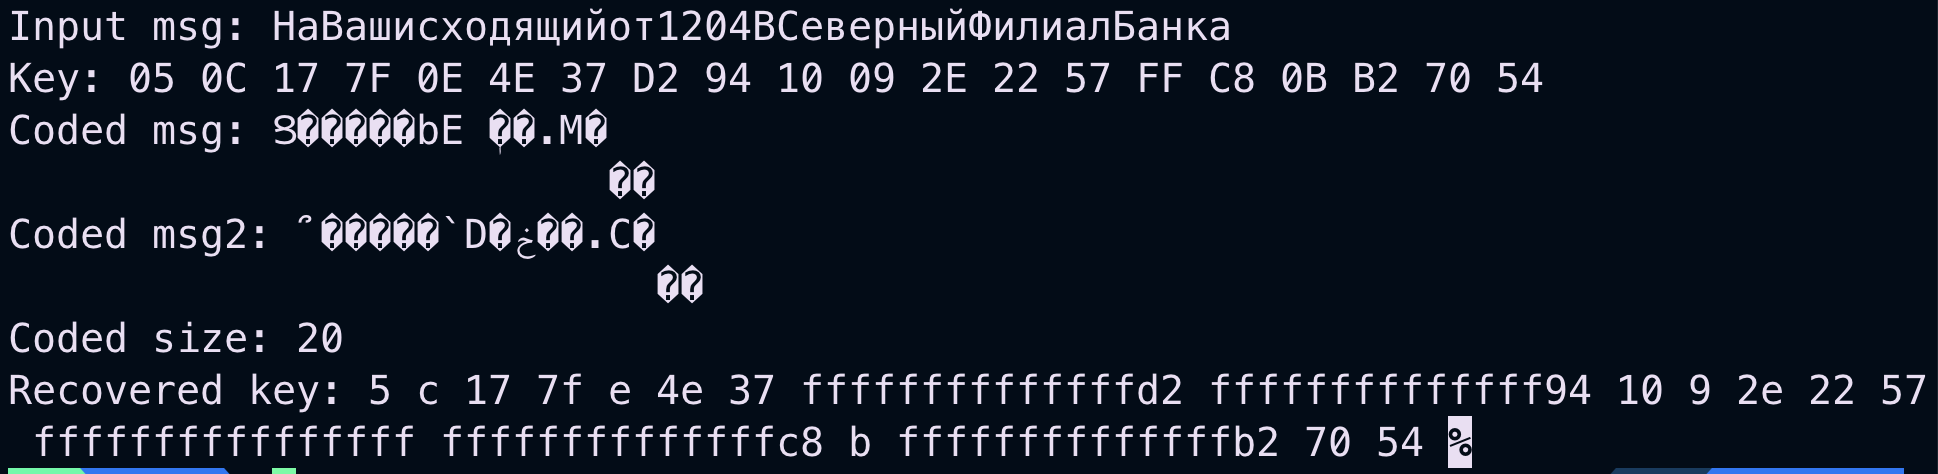 Input msg: НаВашисходящийот1204ВСеверныйФилиалБанка
Key: 05 0C 17 7F 0E 4E 37 D2 94 10 09 2E 22 57 FF C8 0B B2 70 54
Coded msg: �����bE ��.M�
��
Coded msg2: �����`D�خ��.C�
��
Coded size: 20
Recovered key: 5 c 17 7f e 4e 37 ffffffffffffffd2 ffffffffffffff94 10 9 2e 22 57
ffffffffffffffff ffffffffffffffc8 b ffffffffffffffb2 70 54 %